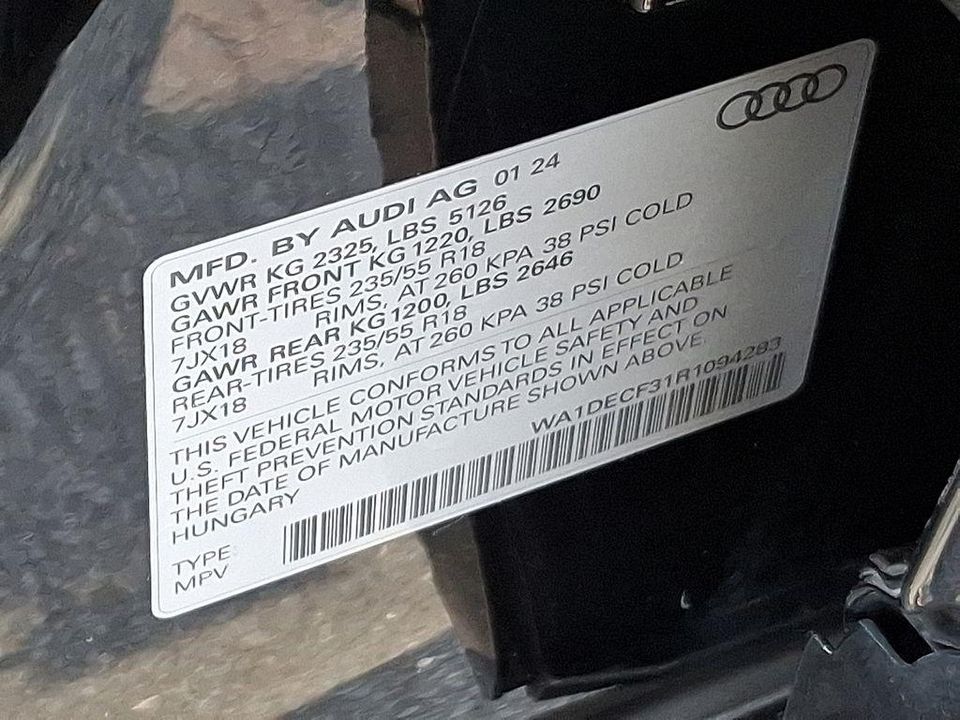 MFD. BY AUDI AG 01 24
GVWR KG 2325, LBS 5126
GAWR FRONT KG 1220, LBS 2690
FRONT-TIRES 235/55 R18
7JX18 RIMS, AT 260 KPA 38 PSI COLD
GAWR REAR KG 1200, LBS 2646
REAR-TIRES 235/55 R18
7JX18 RIMS, AT 260 KPA 38 PSI COLD
THIS VEHICLE CONFORMS TO ALL APPLICABLE
U.S. FEDERAL MOTOR VEHICLE SAFETY AND
THEFT PREVENTION STANDARDS IN EFFECT ON
THE DATE OF MANUFACTURE SHOWN ABOVE.
HUNGARY
WA1DECF31R1094283
TYPE:
MPV